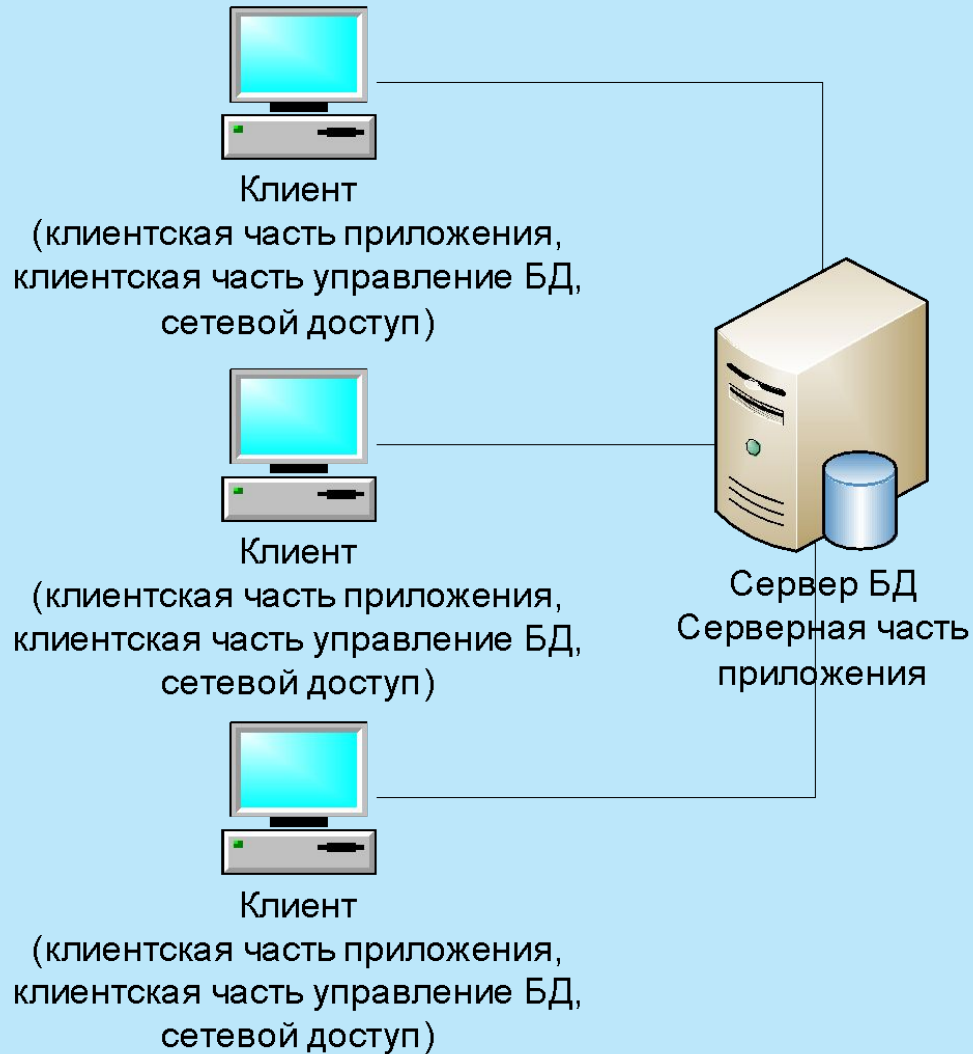 Клиент
(клиентская часть приложения,
клиентская часть управление БД,
сетевой доступ)
Клиент
(клиентская часть приложения,
клиентская часть управление БД,
сетевой доступ)
Сервер БД
Серверная часть
приложения
Клиент
(клиентская часть приложения,
клиентская часть управление БД,
сетевой доступ)